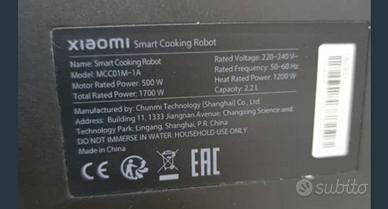 xiaomi Smart Cooking Robot
Name: Smart Cooking Robot
Model: MCC01M-1A
Motor Rated Power: 500 W
Total Rated Power: 1700 W
Rated Voltage: 220-240 V~
Rated Frequency: 50-60 Hz
Heat Rated Power: 1200 W
Capacity: 2.2 L
Manufacturer: Chunmi Technology (Shanghai) Co., Ltd.
Address: Building 11, 1333 Jiangnan Avenue, Changxing Science and
Technology Park, Lingang, Shanghai, P.R. China
DO NOT IMMERSE IN WATER. HOUSEHOLD USE ONLY.
Made in China
CE
EAC
subito